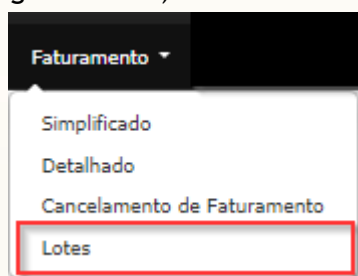 Faturamento
Simplificado
Detalhado
Cancelamento de Faturamento
Lotes